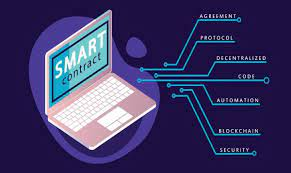 SMART
contract
AGREEMENT
PROTOCOL
DECENTRALIZED
CODE
AUTOMATION
BLOCKCHAIN
SECURITY